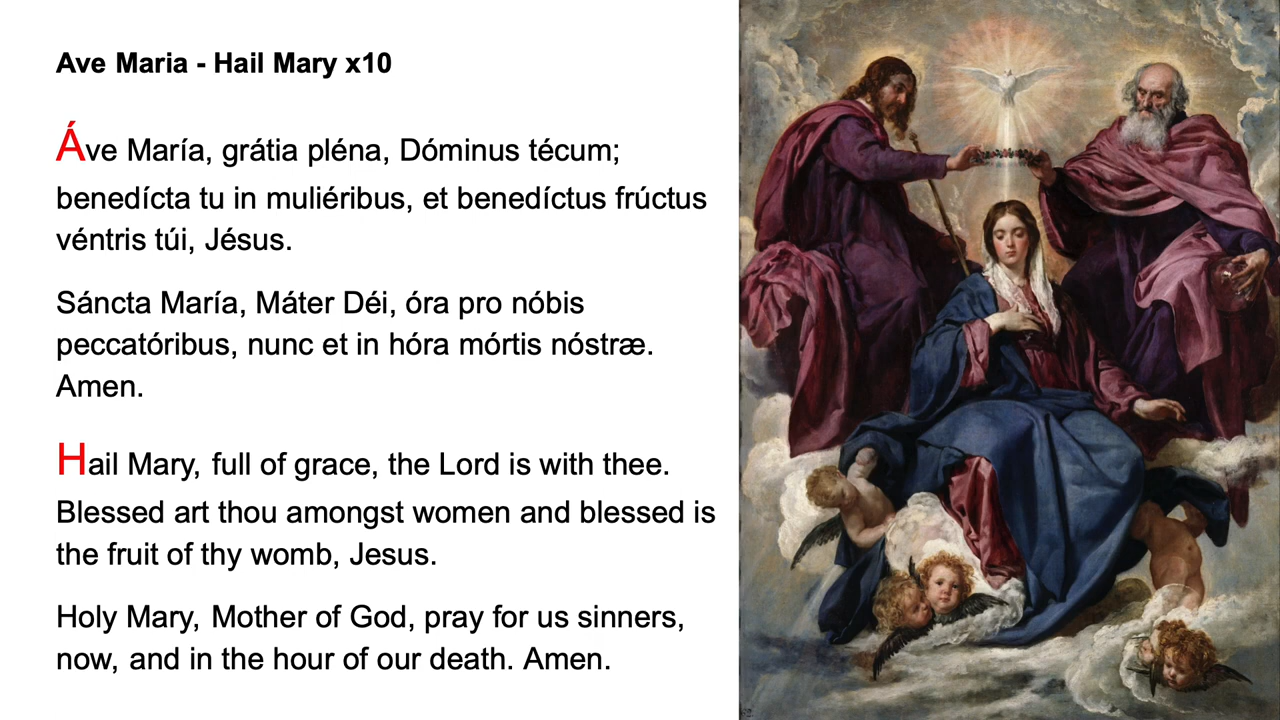 Ave Maria - Hail Mary x10
Áve María, grátia pléna, Dóminus técum;
benedícta tu in muliéribus, et benedíctus frúctus
véntris túi, Jésus.
Sáncta María, Máter Déi, óra pro nóbis
peccatóribus, nunc et in hóra mórtis nóstræ.
Amen.
Hail Mary, full of grace, the Lord is with thee.
Blessed art thou amongst women and blessed is
the fruit of thy womb, Jesus.
Holy Mary, Mother of God, pray for us sinners,
now, and in the hour of our death. Amen.